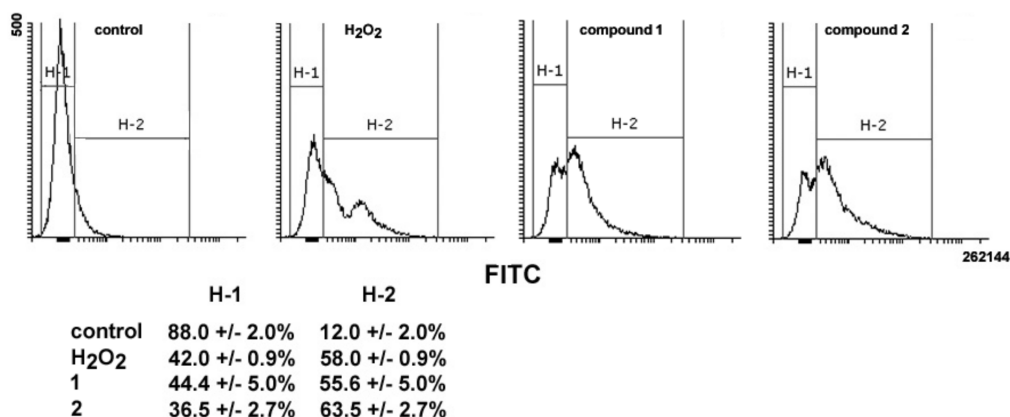 500
control
H2O2
compound 1
compound 2
H-1
H-1
H-1
H-1
H-2
H-2
H-2
H-2
262144
FITC
H-1 H-2
control 88.0 +/- 2.0% 12.0 +/- 2.0%
H2O2 42.0 +/- 0.9% 58.0 +/- 0.9%
1 44.4 +/- 5.0% 55.6 +/- 5.0%
2 36.5 +/- 2.7% 63.5 +/- 2.7%